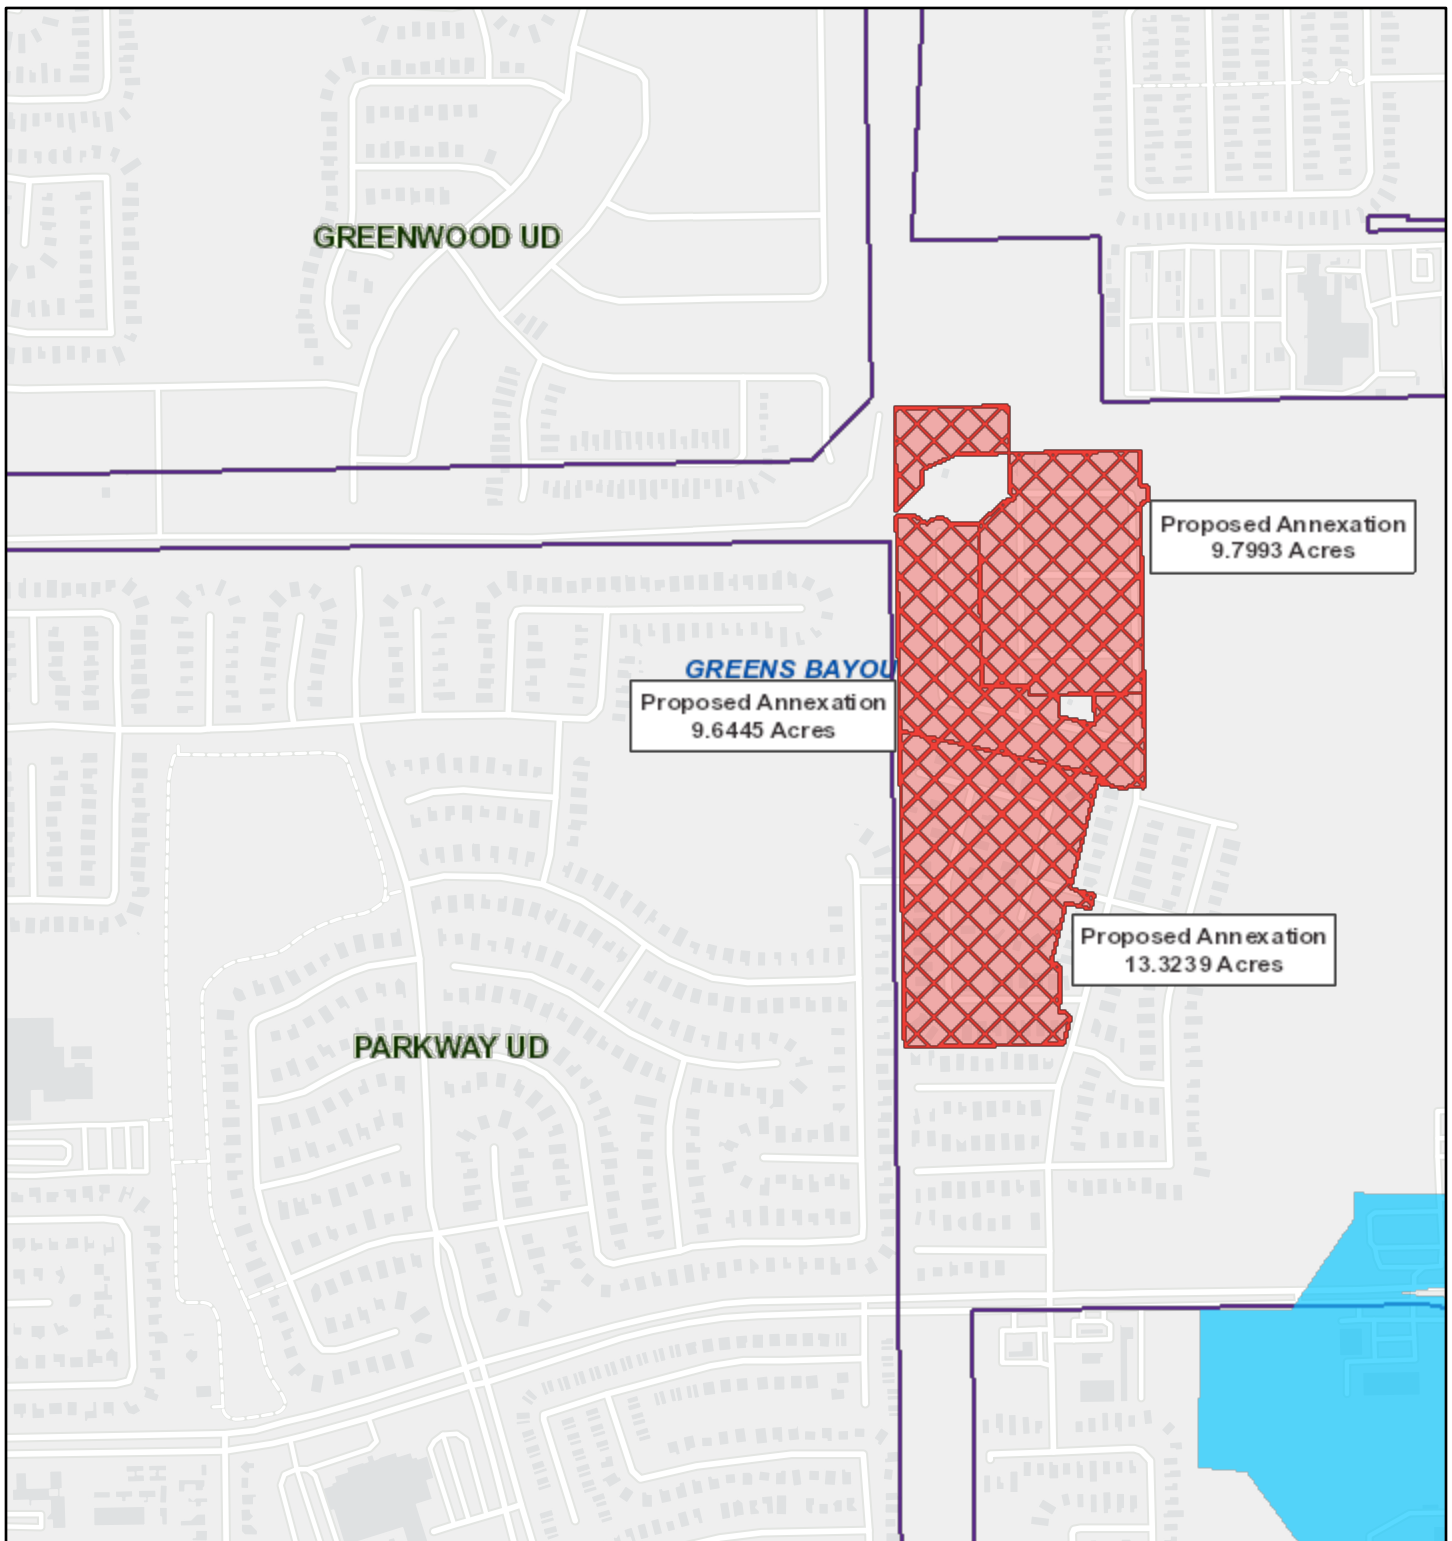 GREENWOOD UD
Proposed Annexation
9.7993 Acres
GREENS BAYOU
Proposed Annexation
9.6445 Acres
Proposed Annexation
13.3239 Acres
PARKWAY UD